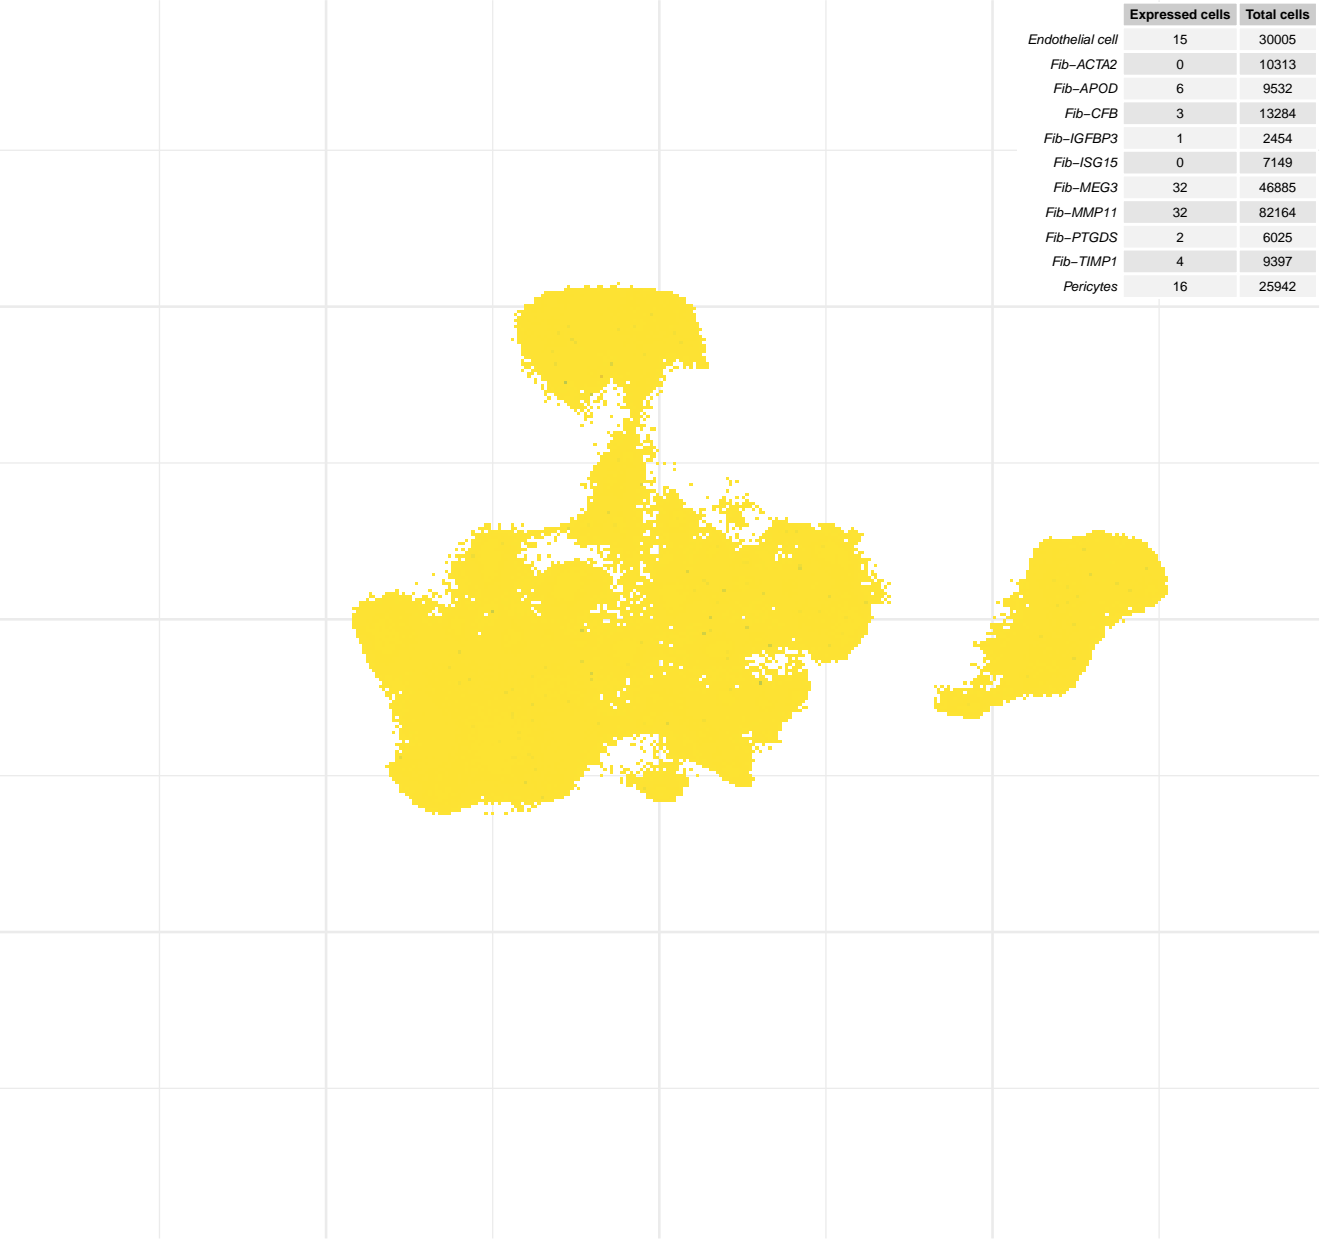 Expressed cells Total cells
Endothelial cell 15 30005
Fib−ACTA2 0 10313
Fib−APOD 6 9532
Fib−CFB 3 13284
Fib−IGFBP3 1 2454
Fib−ISG15 0 7149
Fib−MEG3 32 46885
Fib−MMP11 32 82164
Fib−PTGDS 2 6025
Fib−TIMP1 4 9397
Pericytes 16 25942